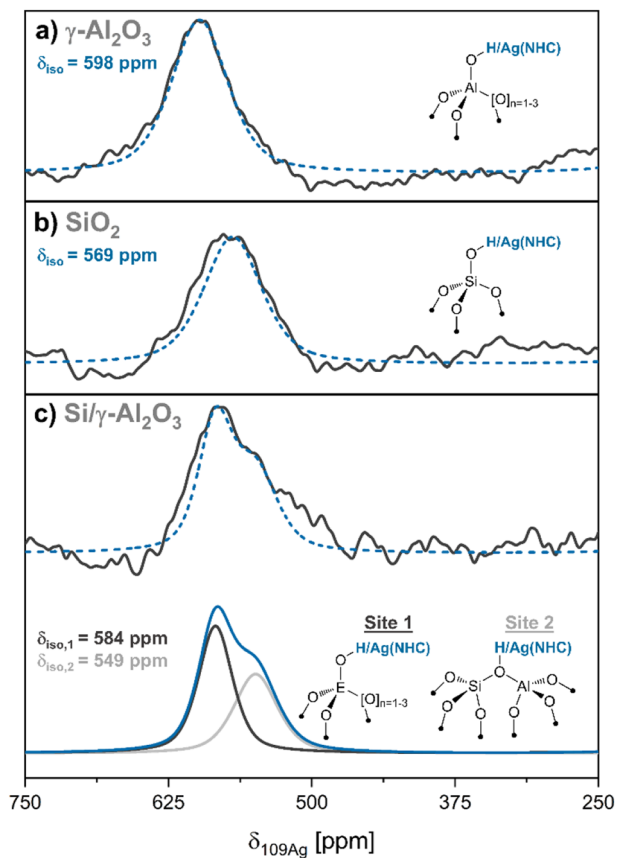 a) γ-Al₂O₃
δiso = 598 ppm
H/Ag(NHC)
O
O Al [O]n=1-3
O
b) SiO₂
δiso = 569 ppm
H/Ag(NHC)
O
O Si O
O
c) Si/γ-Al₂O₃
δiso,1 = 584 ppm
δiso,2 = 549 ppm
Site 1
H/Ag(NHC)
O
E [O]n=1-3
O
O
Site 2
H/Ag(NHC)
O
O Si Al O
O O O O
750 625 500 375 250
δ109Ag [ppm]